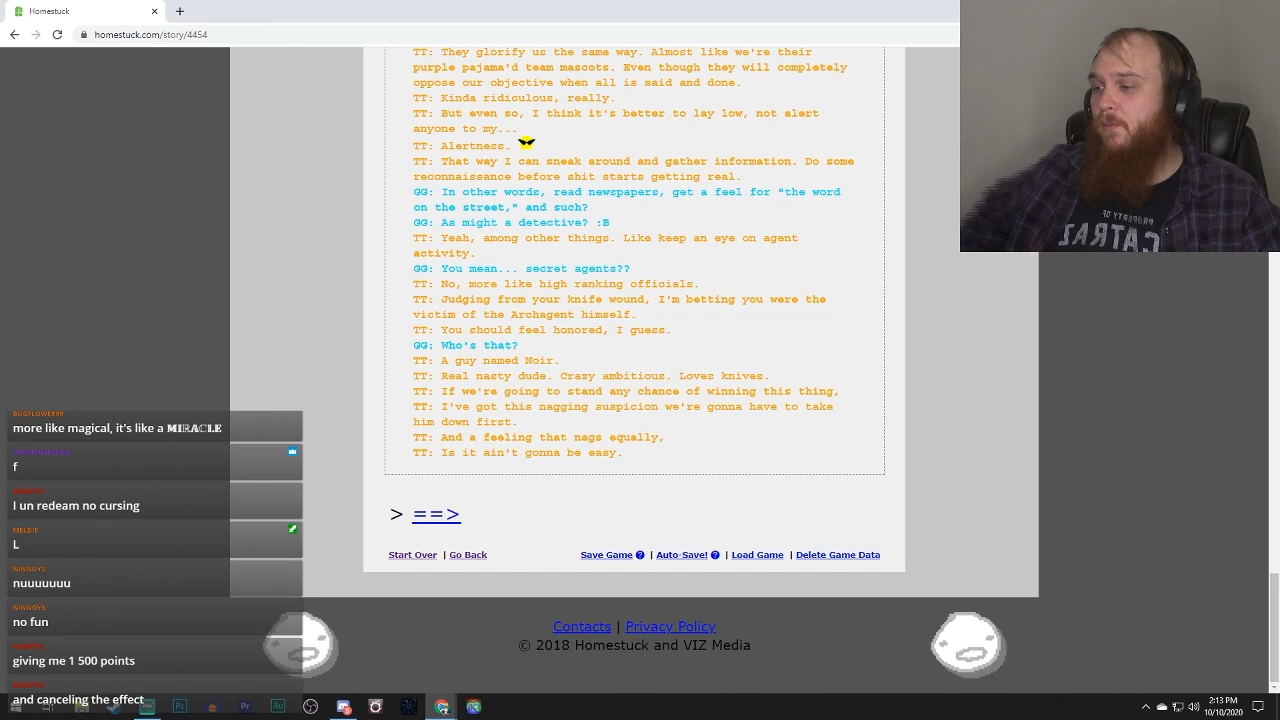 Homestuck
homestuck.com/story/4454
TT: They glorify us the same way. Almost like we're their
purple pajama'd team mascots. Even though they will completely
oppose our objective when all is said and done.
TT: Kinda ridiculous, really.
TT: But even so, I think it's better to lay low, not alert
anyone to my...
TT: Alertness.
TT: That way I can sneak around and gather information. Do some
reconnaissance before shit starts getting real.
GG: In other words, read newspapers, get a feel for "the word
on the street," and such?
GG: As might a detective? :B
TT: Yeah, among other things. Like keep an eye on agent
activity.
GG: You mean... secret agents??
TT: No, more like high ranking officials.
TT: Judging from your knife wound, I'm betting you were the
victim of the Archagent himself.
TT: You should feel honored, I guess.
GG: Who's that?
TT: A guy named Noir.
TT: Real nasty dude. Crazy ambitious. Loves knives.
TT: If we're going to stand any chance of winning this thing,
TT: I've got this nagging suspicion we're gonna have to take
him down first.
TT: And a feeling that nags equally,
TT: Is it ain't gonna be easy.
> ==>
Start Over | Go Back
Save Game ? | Auto-Save! ? | Load Game | Delete Game Data
Contacts | Privacy Policy
© 2018 Homestuck and VIZ Media
BUGFLOWER99
more like magical, it's like a 𝕄𝕀ℝ𝔸ℂ𝕃𝔼
f
I un redeam no cursing
MELDIE
L
NINNOYS
nuuuuuuu
NINNOYS
no fun
giving me 1 500 points
and canceling the effect
PROPERTY OF
CATRAZ
Ps
Pr
Au
2:13 PM
10/10/2020